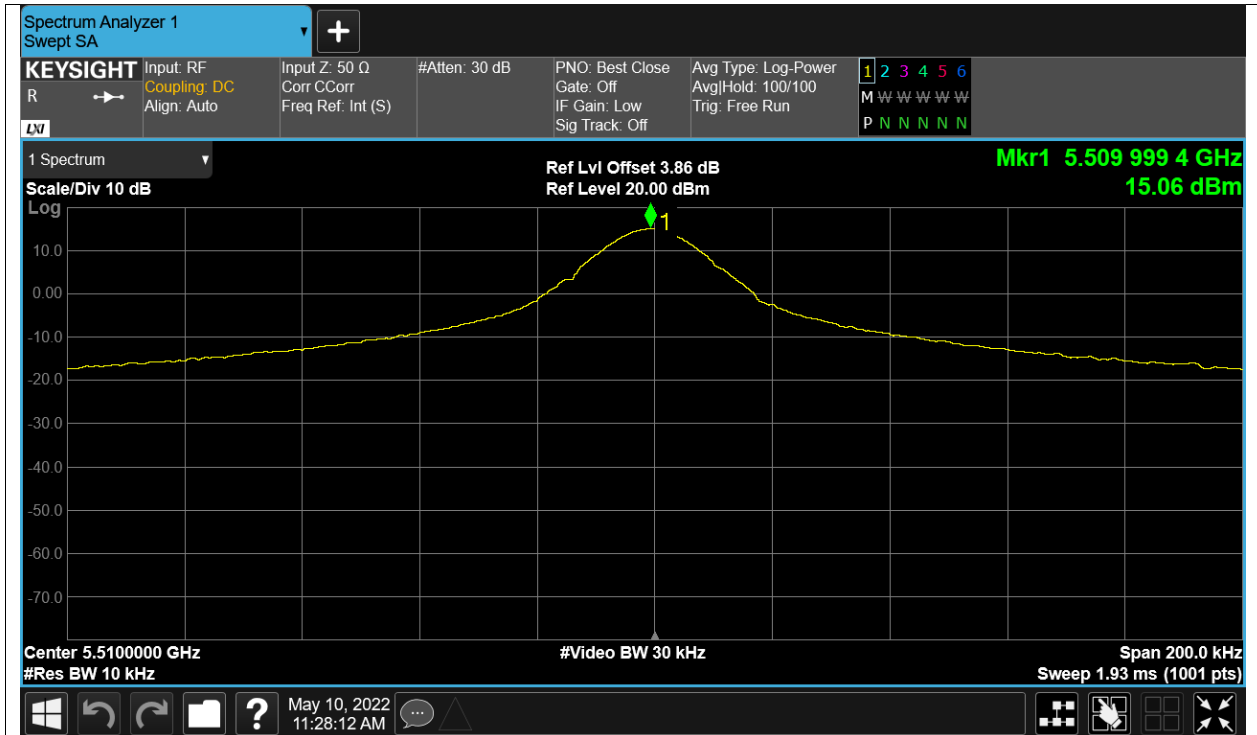 Spectrum Analyzer 1
Swept SA
KEYSIGHT
R
LXI
Input: RF
Coupling: DC
Align: Auto
Input Z: 50 Ω
Corr CCorr
Freq Ref: Int (S)
#Atten: 30 dB
PNO: Best Close
Gate: Off
IF Gain: Low
Sig Track: Off
Avg Type: Log-Power
Avg|Hold: 100/100
Trig: Free Run
1 2 3 4 5 6
M W W W W W W
P N N N N N N
1 Spectrum
Scale/Div 10 dB
Log
Ref Lvl Offset 3.86 dB
Ref Level 20.00 dBm
Mkr1 5.509 999 4 GHz
15.06 dBm
1
10.0
0.00
-10.0
-20.0
-30.0
-40.0
-50.0
-60.0
-70.0
Center 5.5100000 GHz
#Res BW 10 kHz
#Video BW 30 kHz
Span 200.0 kHz
Sweep 1.93 ms (1001 pts)
?
May 10, 2022
11:28:12 AM